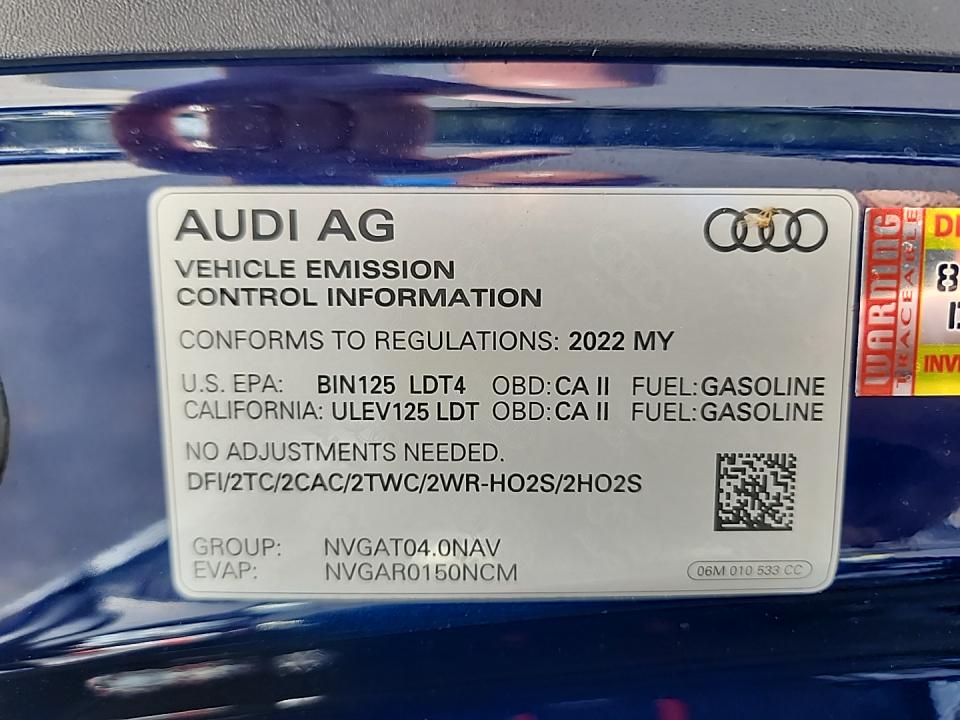 AUDI AG
VEHICLE EMISSION
CONTROL INFORMATION
CONFORMS TO REGULATIONS: 2022 MY
U.S. EPA: BIN125 LDT4 OBD: CA II FUEL: GASOLINE
CALIFORNIA: ULEV125 LDT OBD: CA II FUEL: GASOLINE
NO ADJUSTMENTS NEEDED.
DFI/2TC/2CAC/2TWC/2WR-HO2S/2HO2S
GROUP: NVGAT04.0NAV
EVAP: NVGAR0150NCM
06M 010 533 CC
WARNING
TRACEABLE